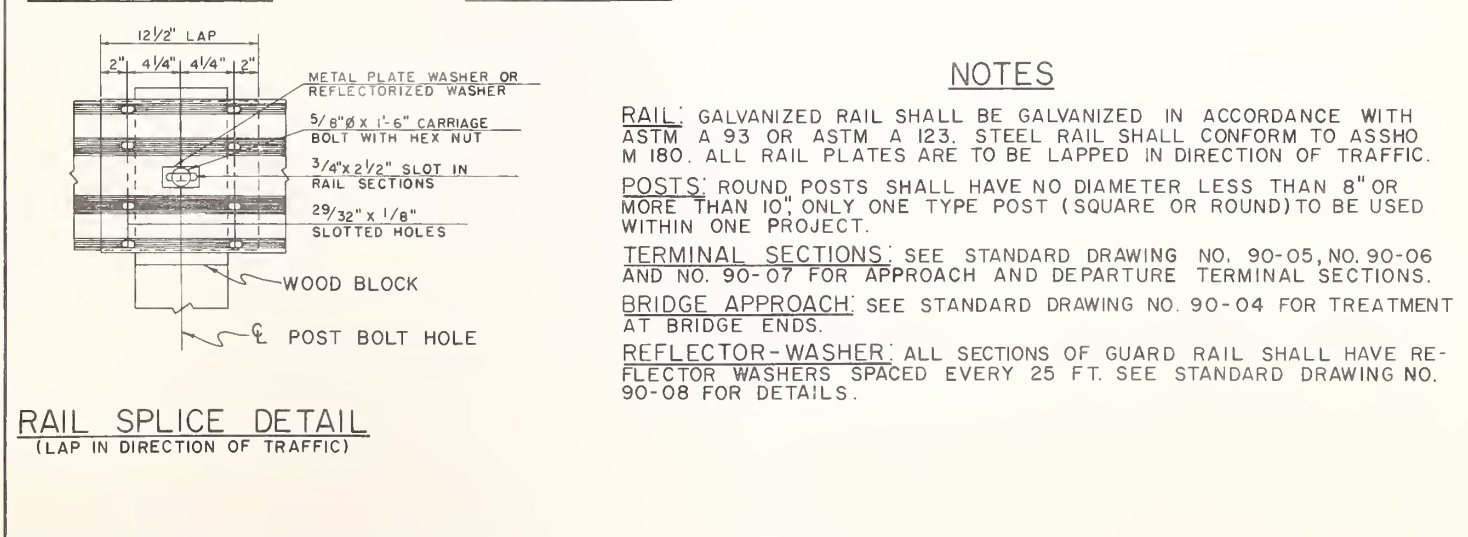 12 1/2" LAP
2" 4 1/4" 4 1/4" 2"
METAL PLATE WASHER OR
REFLECTORIZED WASHER
5/8"Ø X 1'-6" CARRIAGE
BOLT WITH HEX NUT
3/4"X 2 1/2" SLOT IN
RAIL SECTIONS
29/32" X 1/8"
SLOTTED HOLES
WOOD BLOCK
℄ POST BOLT HOLE
RAIL SPLICE DETAIL
(LAP IN DIRECTION OF TRAFFIC)
NOTES
RAIL: GALVANIZED RAIL SHALL BE GALVANIZED IN ACCORDANCE WITH
ASTM A 93 OR ASTM A 123. STEEL RAIL SHALL CONFORM TO ASSHO
M 180. ALL RAIL PLATES ARE TO BE LAPPED IN DIRECTION OF TRAFFIC.
POSTS: ROUND POSTS SHALL HAVE NO DIAMETER LESS THAN 8" OR
MORE THAN 10", ONLY ONE TYPE POST (SQUARE OR ROUND) TO BE USED
WITHIN ONE PROJECT.
TERMINAL SECTIONS: SEE STANDARD DRAWING NO. 90-05, NO. 90-06
AND NO. 90-07 FOR APPROACH AND DEPARTURE TERMINAL SECTIONS.
BRIDGE APPROACH: SEE STANDARD DRAWING NO. 90-04 FOR TREATMENT
AT BRIDGE ENDS.
REFLECTOR-WASHER: ALL SECTIONS OF GUARD RAIL SHALL HAVE RE-
FLECTOR WASHERS SPACED EVERY 25 FT. SEE STANDARD DRAWING NO.
90-08 FOR DETAILS.